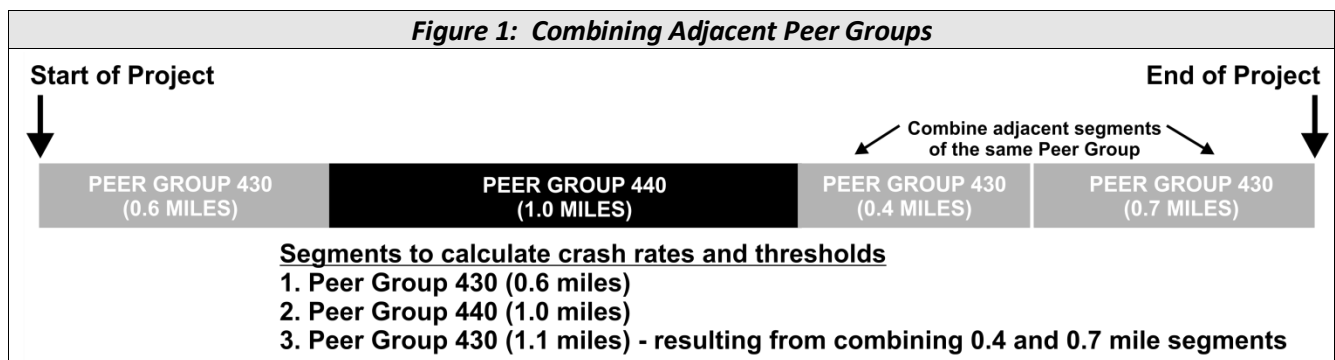 Figure 1: Combining Adjacent Peer Groups
Start of Project
End of Project
Combine adjacent segments
of the same Peer Group
PEER GROUP 430
(0.6 MILES)
PEER GROUP 440
(1.0 MILES)
PEER GROUP 430
(0.4 MILES)
PEER GROUP 430
(0.7 MILES)
Segments to calculate crash rates and thresholds
1. Peer Group 430 (0.6 miles)
2. Peer Group 440 (1.0 miles)
3. Peer Group 430 (1.1 miles) - resulting from combining 0.4 and 0.7 mile segments